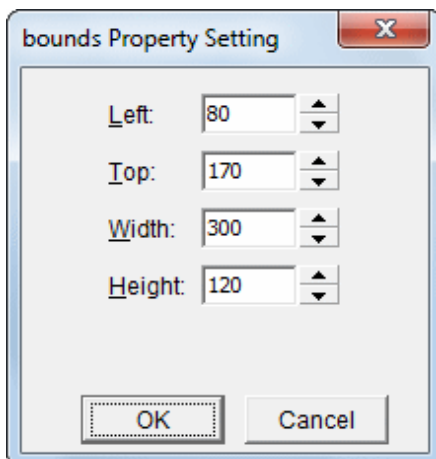 bounds Property Setting
Left: 80
Top: 170
Width: 300
Height: 120
OK Cancel